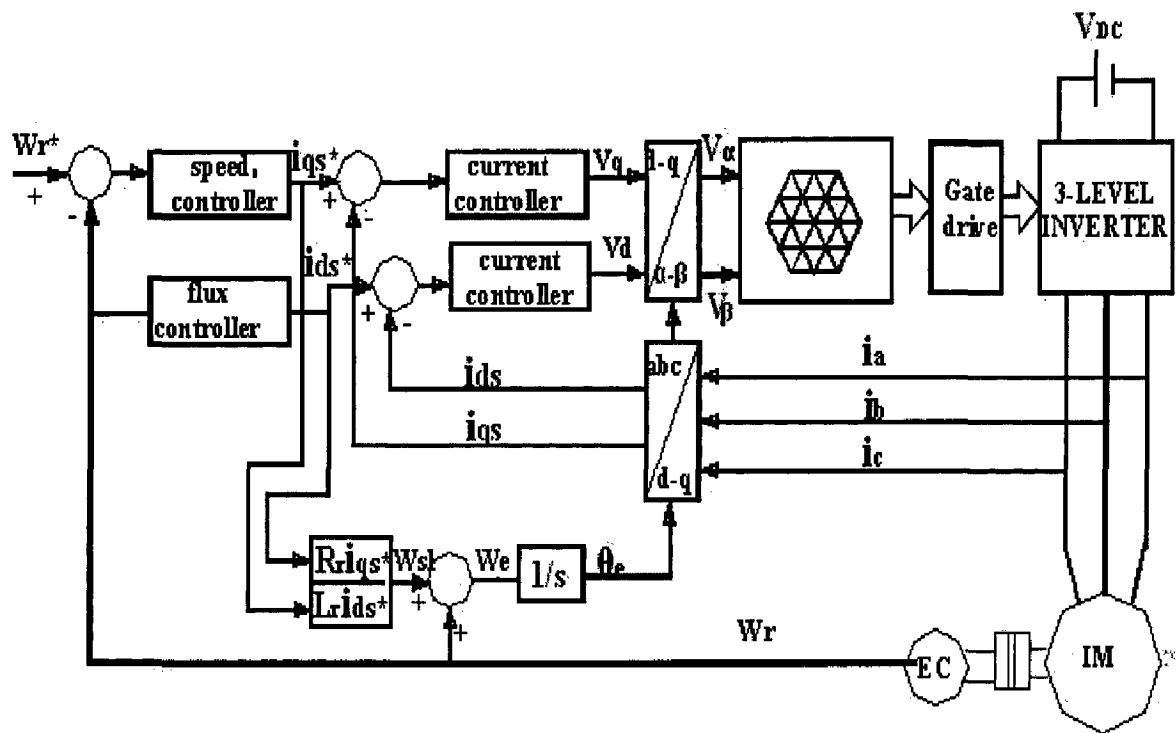 VDC
Wr*
+
-
speed.
controller
iqs*
+
-
current
controller
Vq
d-q
α-β
Vα
Vβ
Gate
drive
3-LEVEL
INVERTER
ids*
+
-
current
controller
Vd
flux
controller
ids
iqs
abc
d-q
ia
ib
ic
Rriqs*
Lrids*
Wsl
+
+
We
1/s
θe
Wr
EC
IM